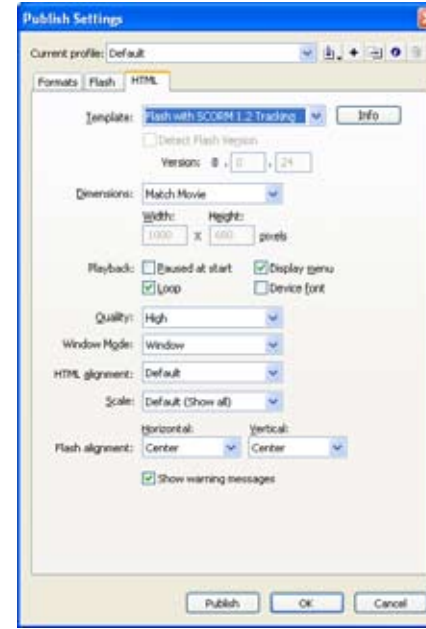 Publish Settings
Current profile: Default
Formats Flash HTML
Template: Flash with SCORM 1.2 Tracking Info
Detect Flash Version
Version: 8 . 0 . 24
Dimensions: Match Movie
Width: Height:
1000 X 600 pixels
Playback: Paused at start Display menu
Loop Device font
Quality: High
Window Mode: Window
HTML alignment: Default
Scale: Default (Show all)
Horizontal: Vertical:
Flash alignment: Center Center
Show warning messages
Publish OK Cancel